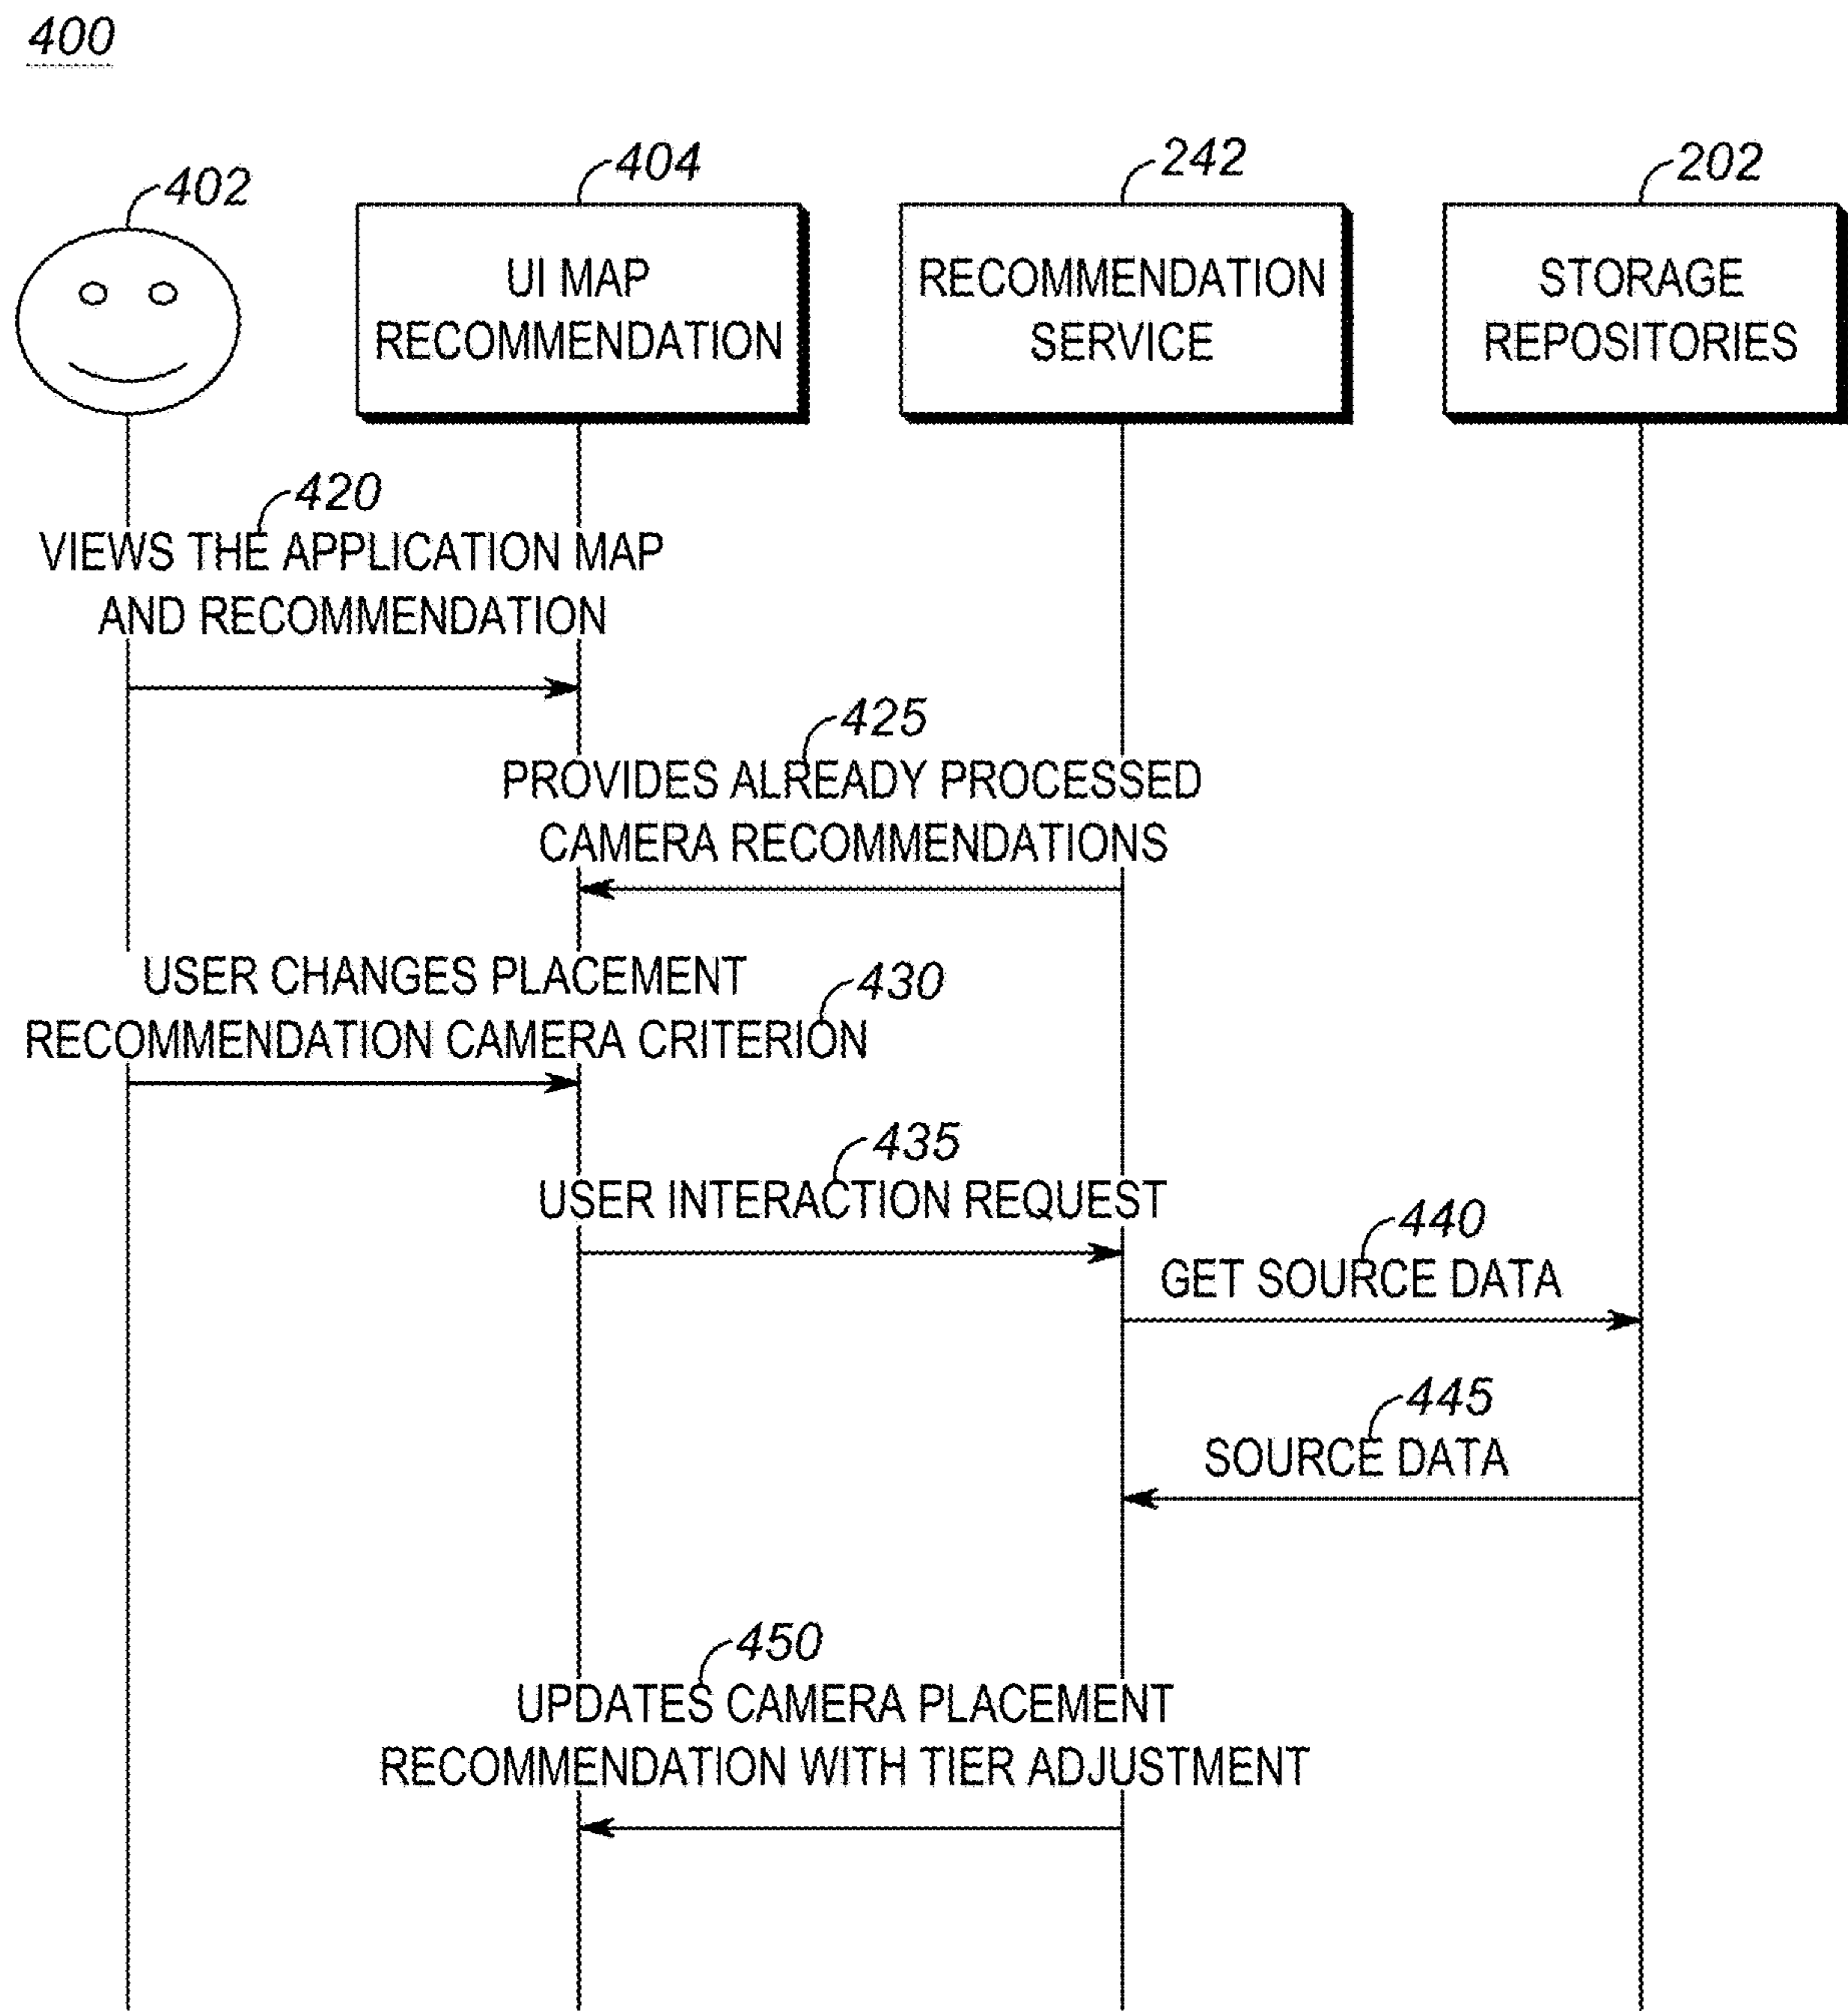 400
402
404
242
202
UI MAP
RECOMMENDATION
RECOMMENDATION
SERVICE
STORAGE
REPOSITORIES
420
VIEWS THE APPLICATION MAP
AND RECOMMENDATION
425
PROVIDES ALREADY PROCESSED
CAMERA RECOMMENDATIONS
USER CHANGES PLACEMENT
430
RECOMMENDATION CAMERA CRITERION
435
USER INTERACTION REQUEST
440
GET SOURCE DATA
445
SOURCE DATA
450
UPDATES CAMERA PLACEMENT
RECOMMENDATION WITH TIER ADJUSTMENT